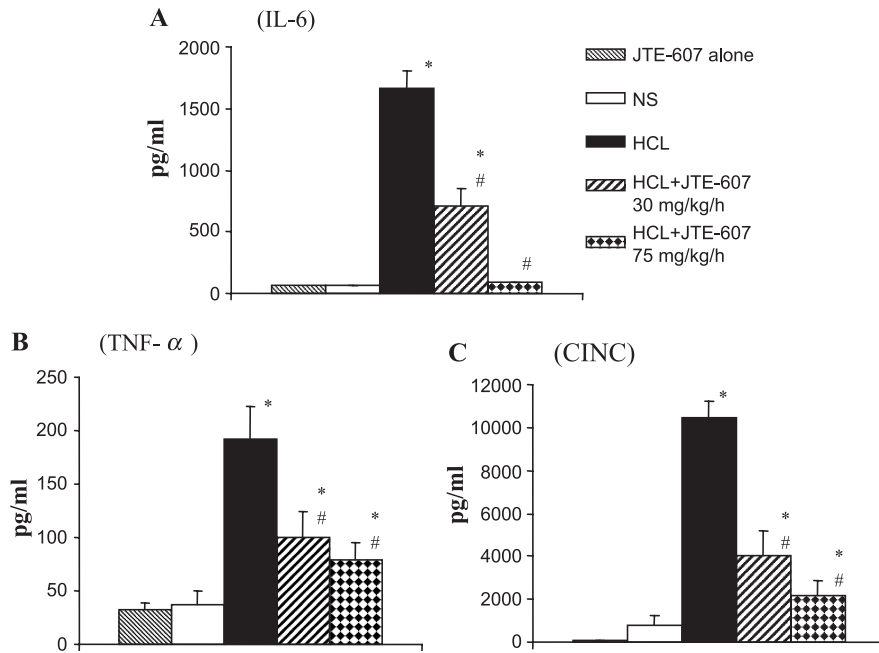 A (IL-6)
2000
1500
1000
500
0
pg/ml
*
*
#
#
JTE-607 alone
NS
HCL
HCL+JTE-607
30 mg/kg/h
HCL+JTE-607
75 mg/kg/h
B (TNF- α )
250
200
150
100
50
0
pg/ml
*
*
#
*
#
C (CINC)
12000
10000
8000
6000
4000
2000
0
pg/ml
*
*
#
*
#